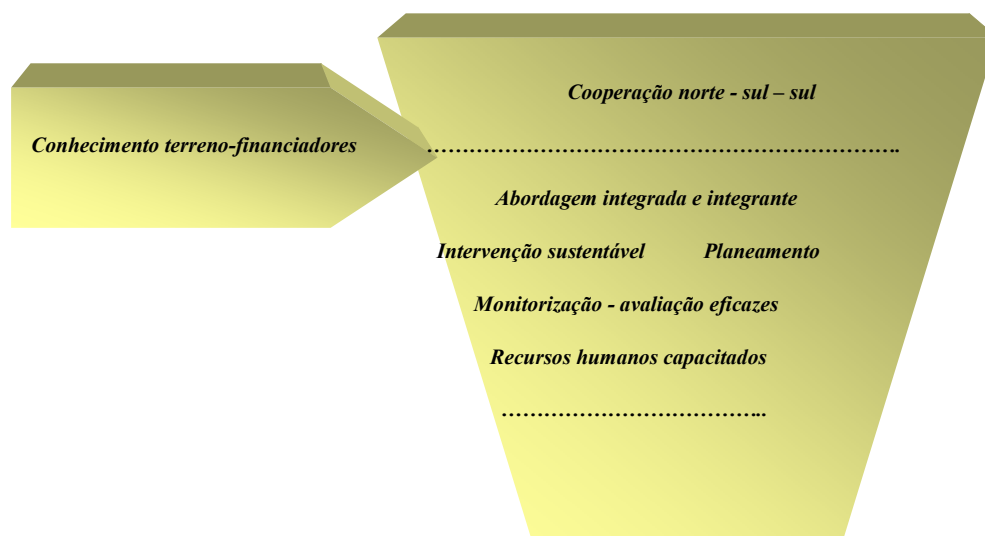 Cooperação norte - sul – sul
Conhecimento terreno-financiadores
………………………………………………………….
Abordagem integrada e integrante
Intervenção sustentável Planeamento
Monitorização - avaliação eficazes
Recursos humanos capacitados
………………………………...